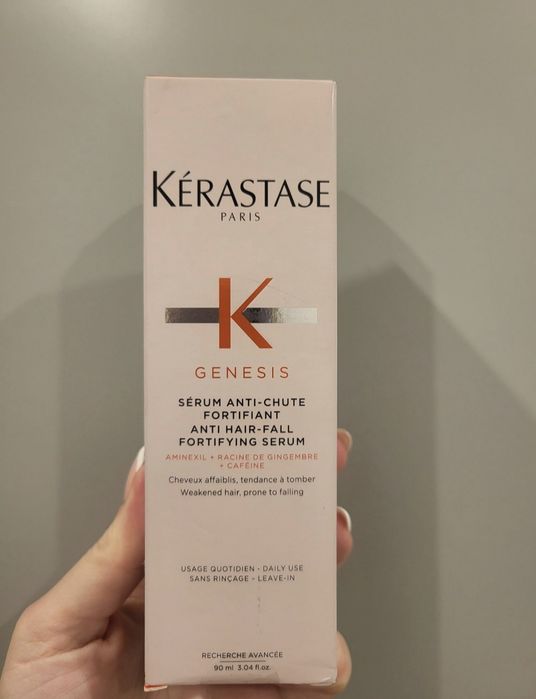 KÉRASTASE
PARIS
K
GENESIS
SÉRUM ANTI-CHUTE
FORTIFIANT
ANTI HAIR-FALL
FORTIFYING SERUM
AMINEXIL + RACINE DE GINGEMBRE
+ CAFÉINE
Cheveux affaiblis, tendance à tomber
Weakened hair, prone to falling
USAGE QUOTIDIEN - DAILY USE
SANS RINÇAGE - LEAVE-IN
RECHERCHE AVANCÉE
90 ml 3.04 fl.oz.